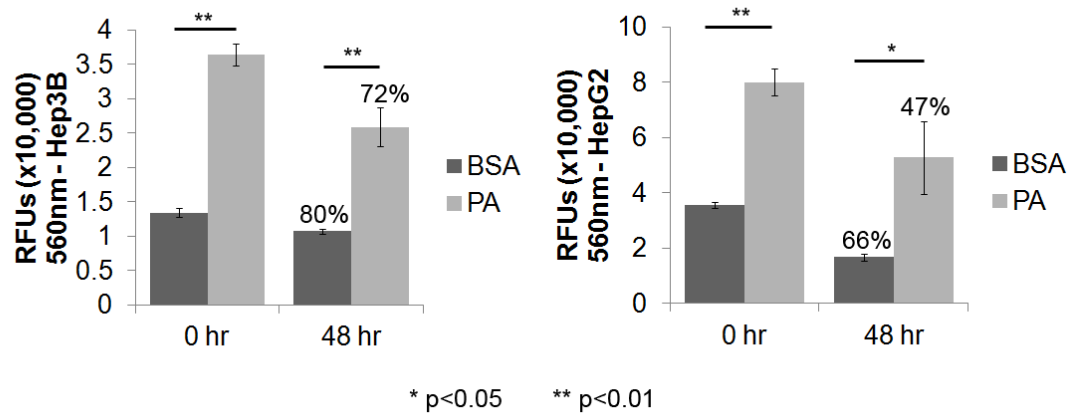 RFUs (x10,000)
560nm - Hep3B
4
3.5
3
2.5
2
1.5
1
0.5
0
**
**
72%
80%
0 hr
48 hr
BSA
PA
RFUs (x10,000)
560nm - HepG2
10
8
6
4
2
0
**
*
47%
66%
0 hr
48 hr
BSA
PA
* p<0.05 ** p<0.01